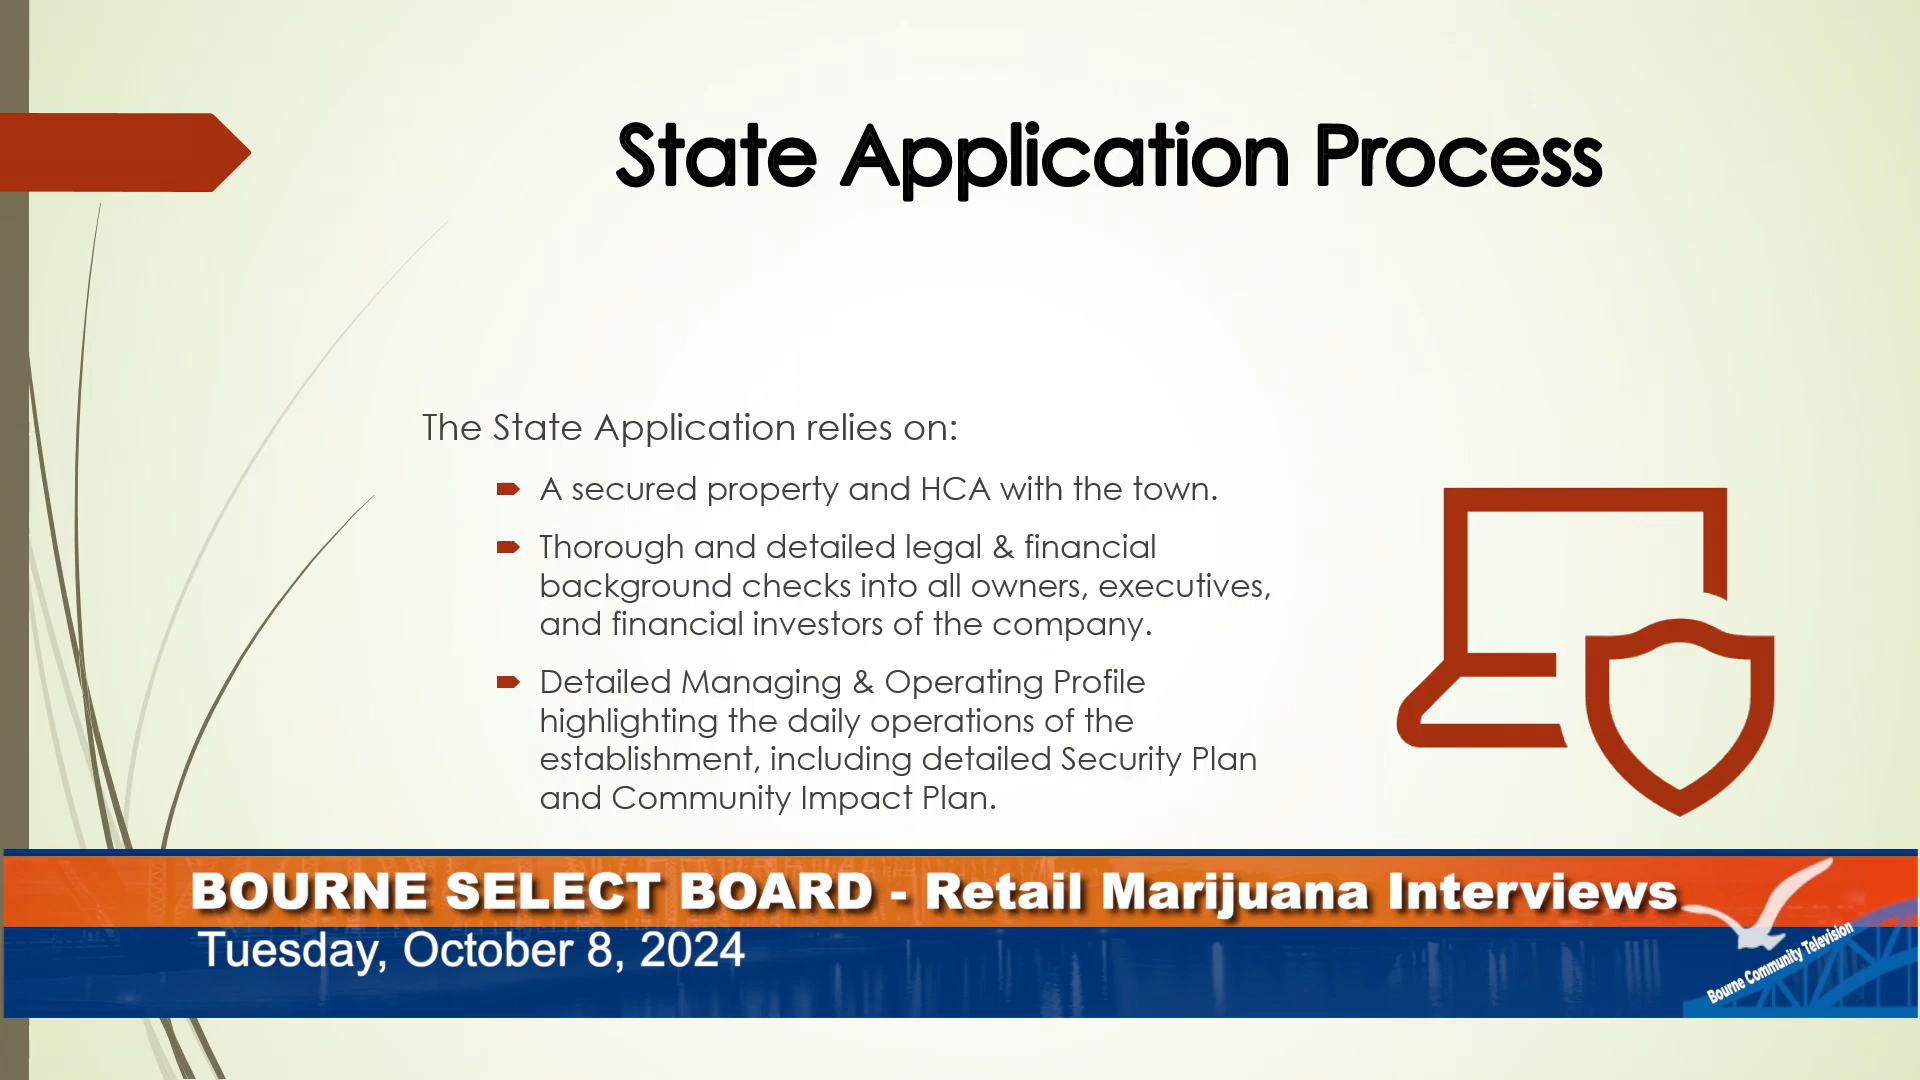 State Application Process
The State Application relies on:
A secured property and HCA with the town.
Thorough and detailed legal & financial
background checks into all owners, executives,
and financial investors of the company.
Detailed Managing & Operating Profile
highlighting the daily operations of the
establishment, including detailed Security Plan
and Community Impact Plan.
BOURNE SELECT BOARD - Retail Marijuana Interviews
Tuesday, October 8, 2024
Bourne Community Television